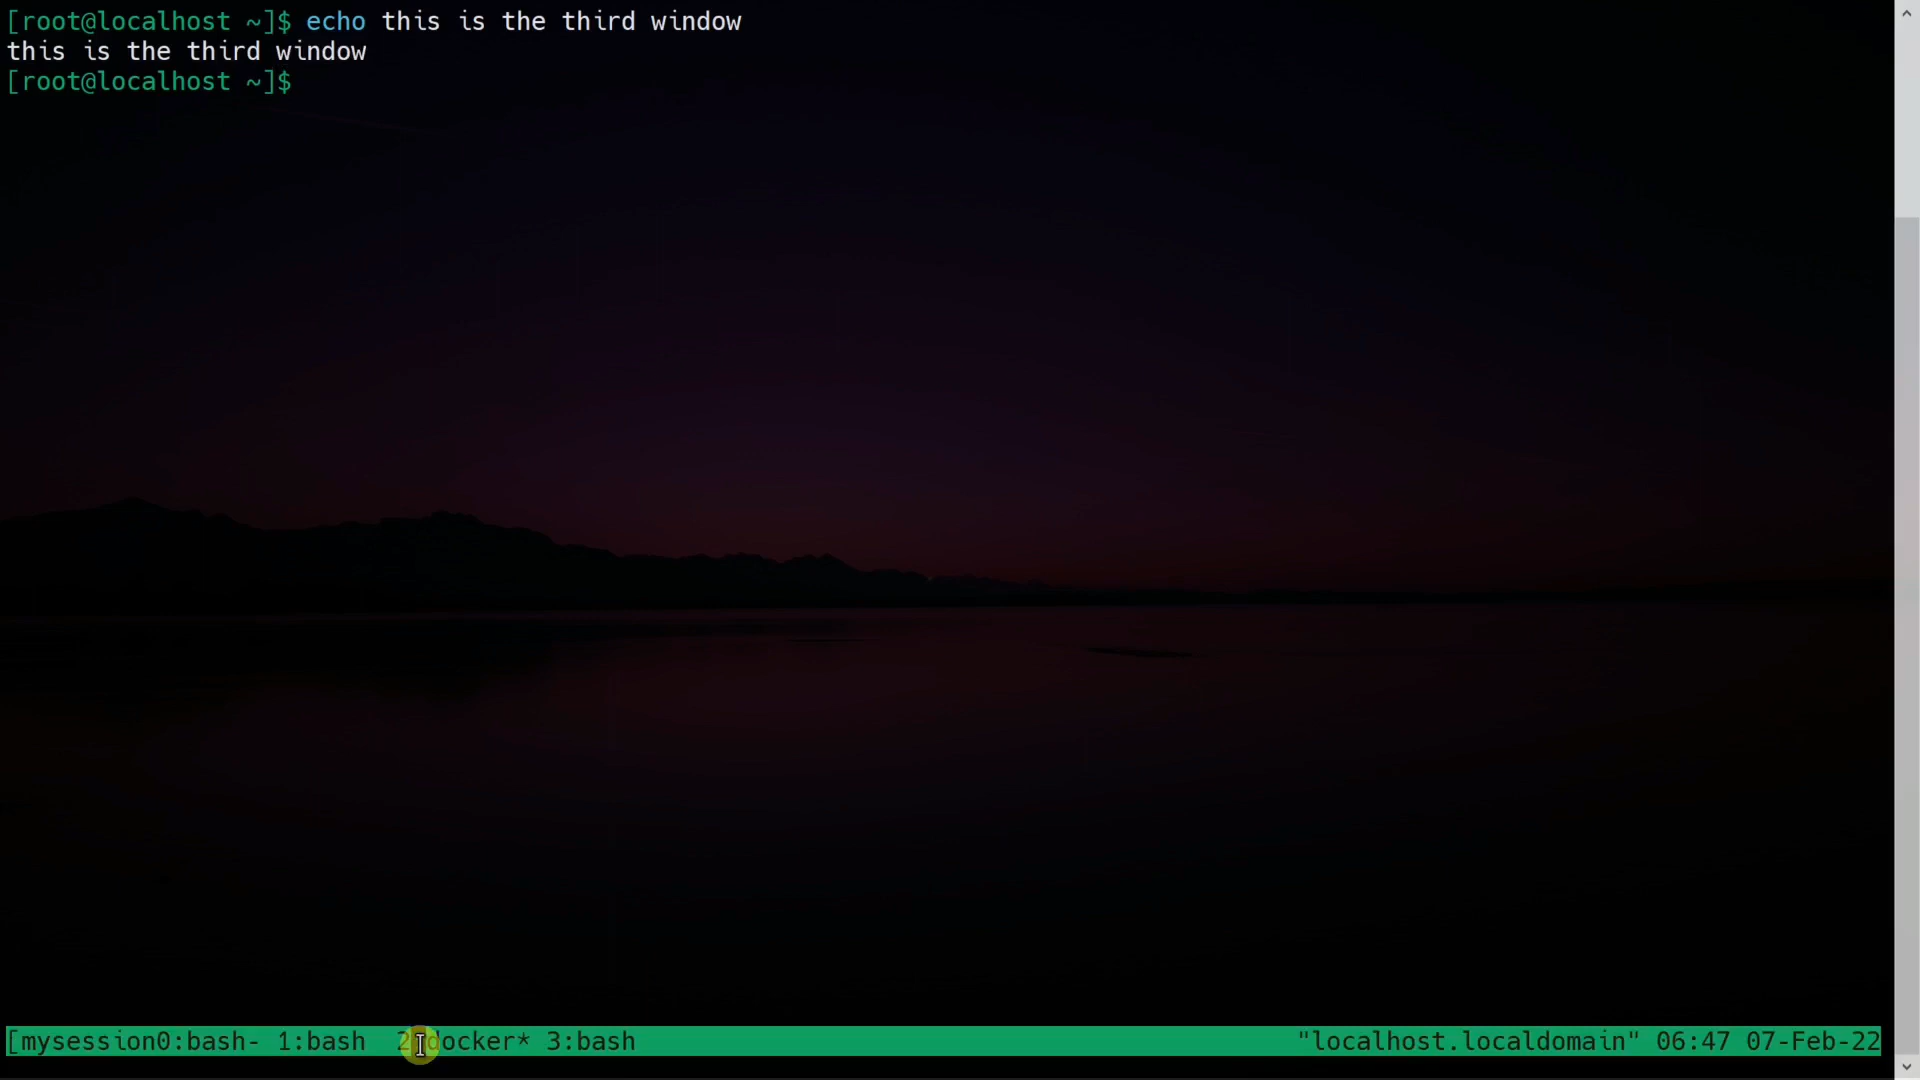 [root@localhost ~]$ echo this is the third window
this is the third window
[root@localhost ~]$
[mysession0:bash- 1:bash  2:docker* 3:bash "localhost.localdomain" 06:47 07-Feb-22